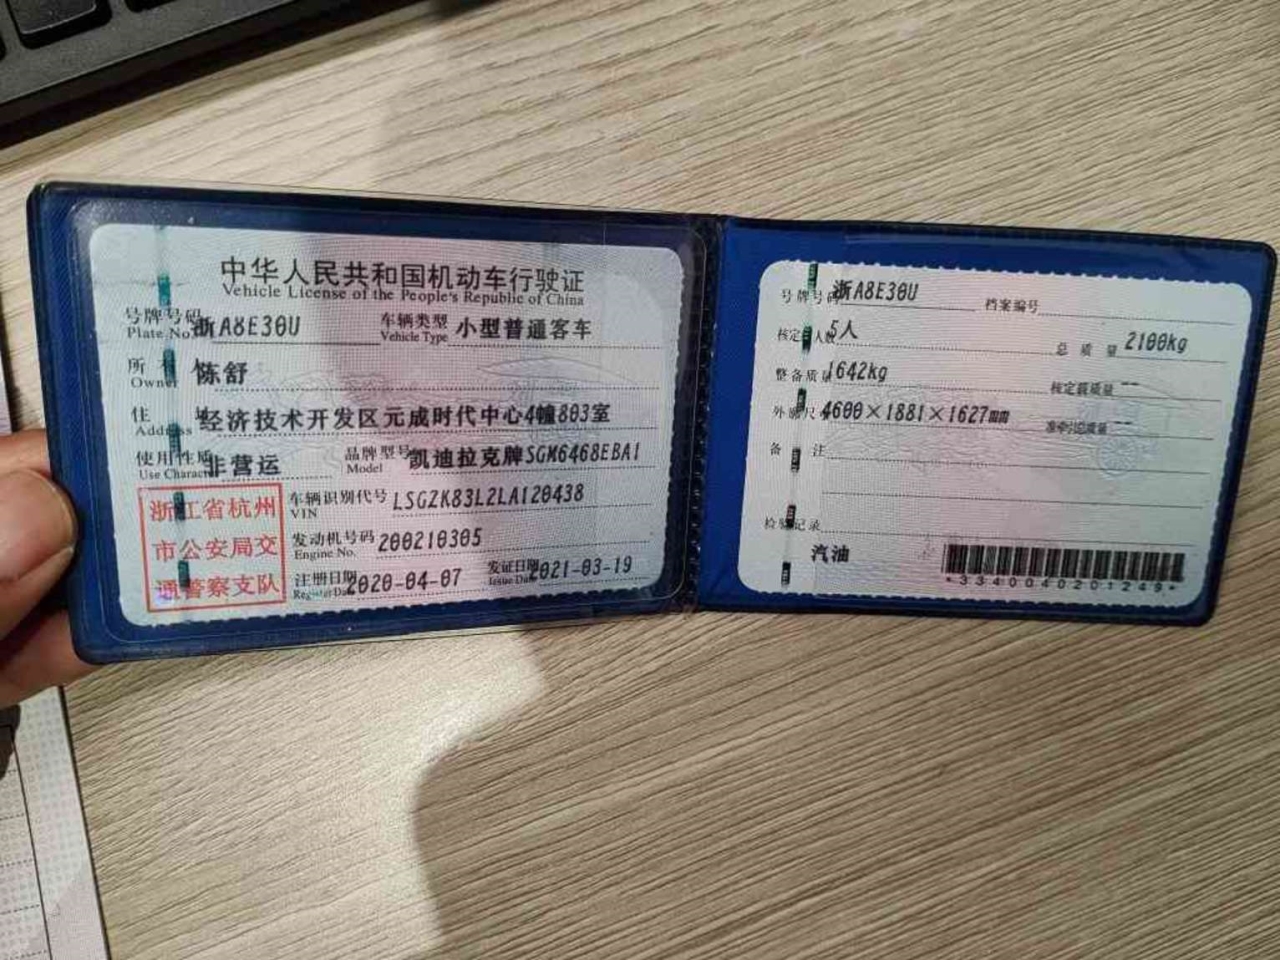 中华人民共和国机动车行驶证
Vehicle License of the People's Republic of China
号牌号码 浙A8E30U 车辆类型 小型普通客车
Plate No. Vehicle Type
所 陈舒
Owner
住 经济技术开发区元成时代中心4幢803室
Address
使用性质 非营运 品牌型号 凯迪拉克牌SGM6468EBA1
Use Character Model
浙江省杭州
市公安局交
通警察支队
车辆识别代号 LSGZK83L2LA120438
VIN
发动机号码 200210305
Engine No.
注册日期 2020-04-07 发证日期 2021-03-19
Register Date Issue Date
号牌号码 浙A8E30U 档案编号
核定人数 5人 总质量 2100kg
整备质量 1642kg 核定载质量 --
外廓尺 4600×1881×1627mm 准牵引总质量 --
备 注
检验记录
汽油
*3340040201249*